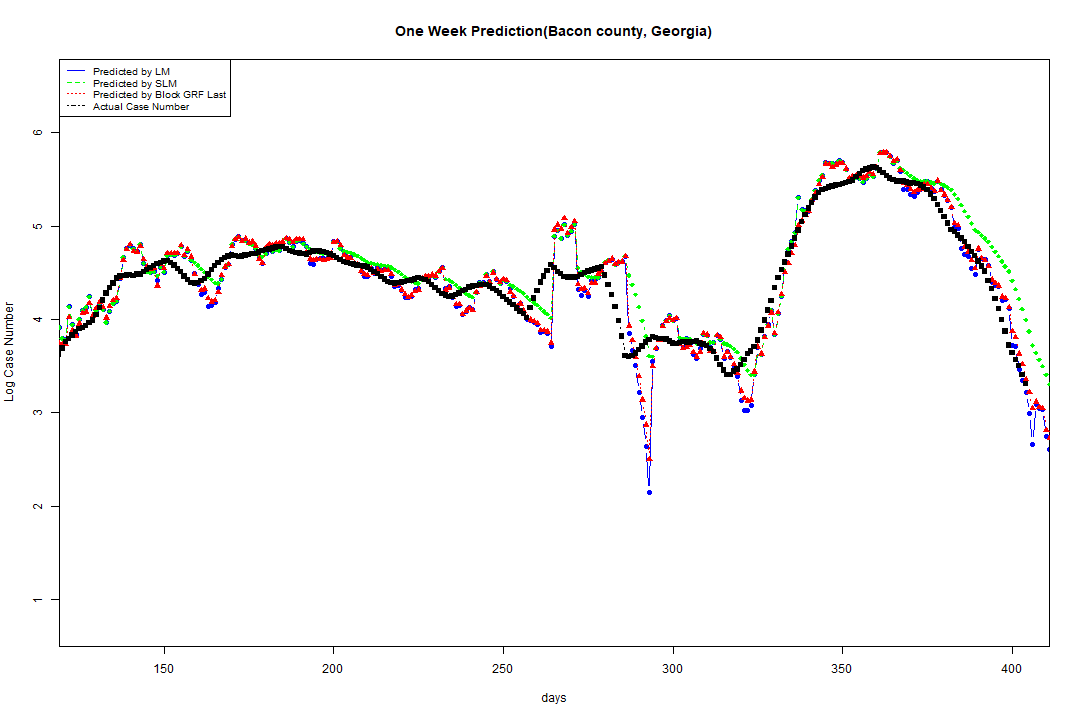 One Week Prediction(Bacon county, Georgia)
Predicted by LM
Predicted by SLM
Predicted by Block GRF Last
Actual Case Number
Log Case Number
6
5
4
3
2
1
150 200 250 300 350 400
days